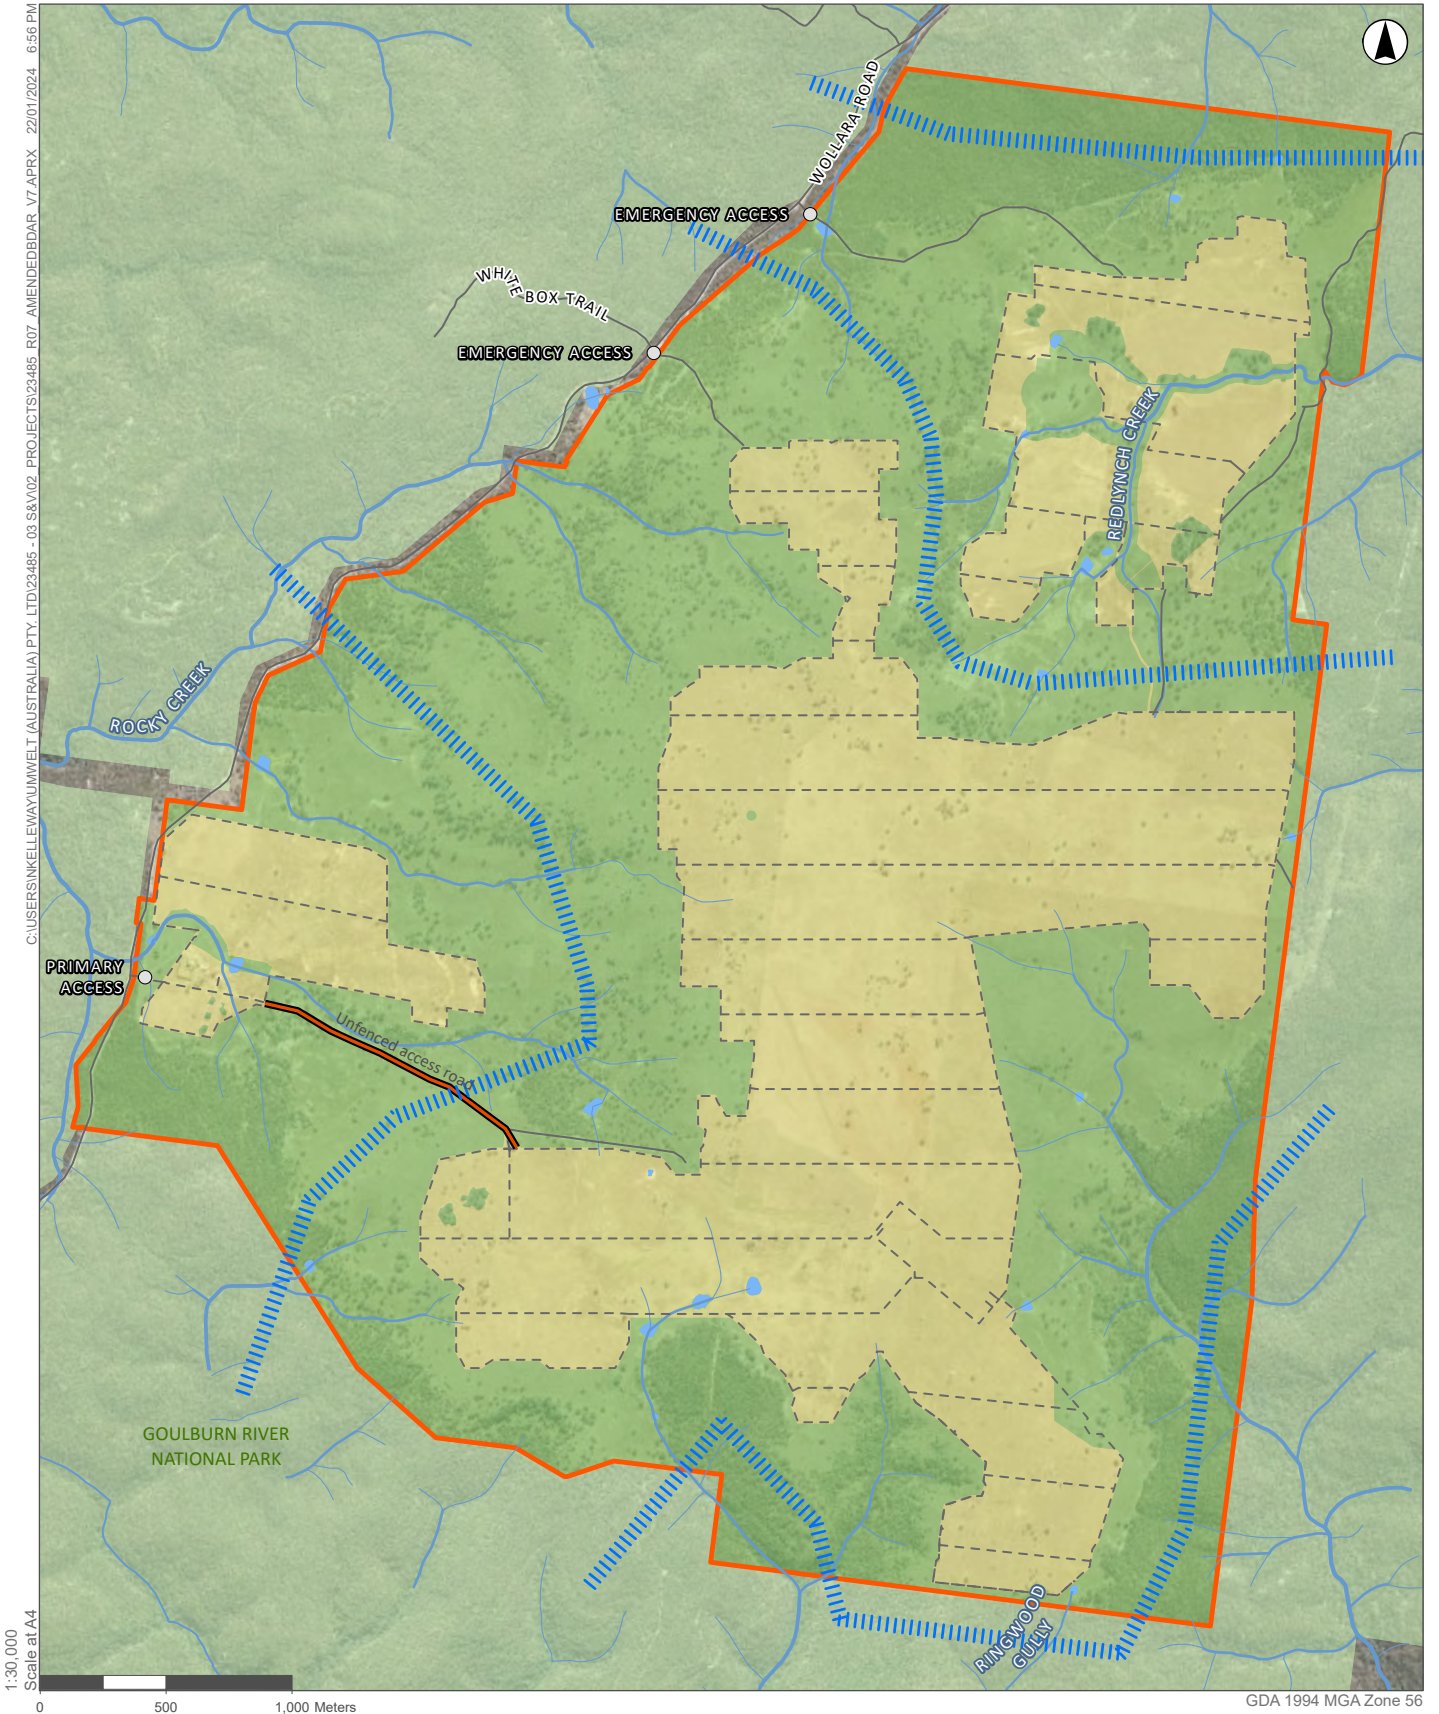 C:\USERS\NKELLEWAY\UMWELT (AUSTRALIA) PTY. LTD\23485 - 03 S&V\02_PROJECTS\23485_R07_AMENDEDBDAR_V7.APRX 22/01/2024 6:56 PM
WOLLARA ROAD
EMERGENCY ACCESS
WHITE BOX TRAIL
EMERGENCY ACCESS
REDLYNCH CREEK
ROCKY CREEK
PRIMARY
ACCESS
Unfenced access road
GOULBURN RIVER
NATIONAL PARK
RINGWOOD
GULLY
1:30,000
Scale at A4
0 500 1,000 Meters
GDA 1994 MGA Zone 56